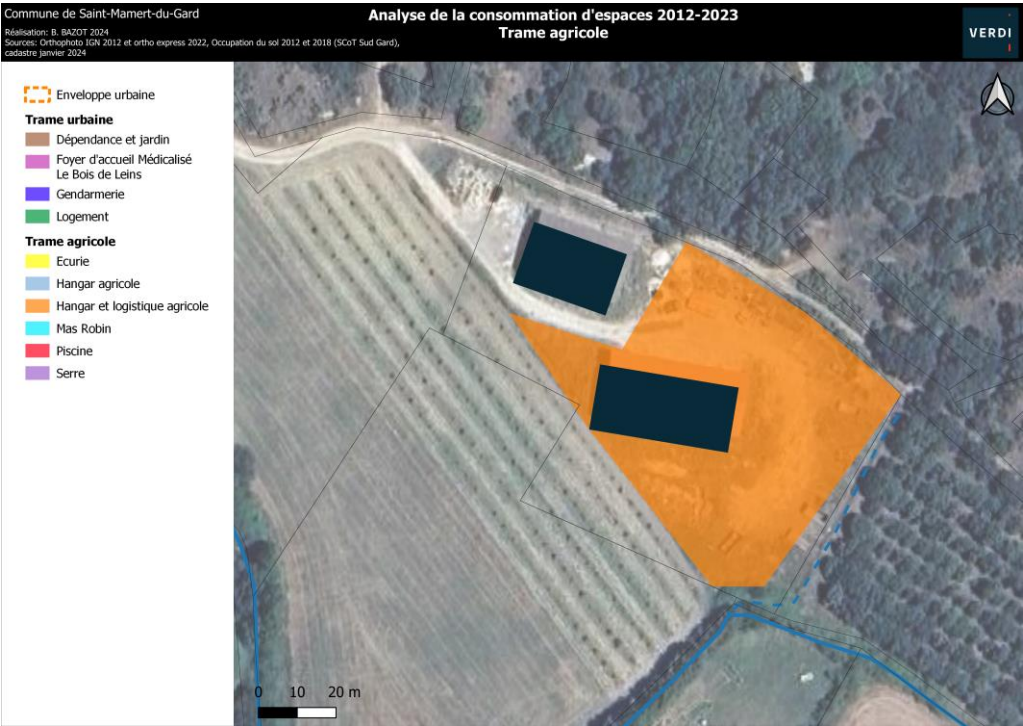 Commune de Saint-Mamert-du-Gard
Réalisation: B. BAZOT 2024
Sources: Orthophoto IGN 2012 et ortho express 2022, Occupation du sol 2012 et 2018 (SCoT Sud Gard),
cadastre janvier 2024
Analyse de la consommation d'espaces 2012-2023
Trame agricole
VERDI
Enveloppe urbaine
Trame urbaine
Dépendance et jardin
Foyer d'accueil Médicalisé
Le Bois de Leins
Gendarmerie
Logement
Trame agricole
Ecurie
Hangar agricole
Hangar et logistique agricole
Mas Robin
Piscine
Serre
0 10 20 m